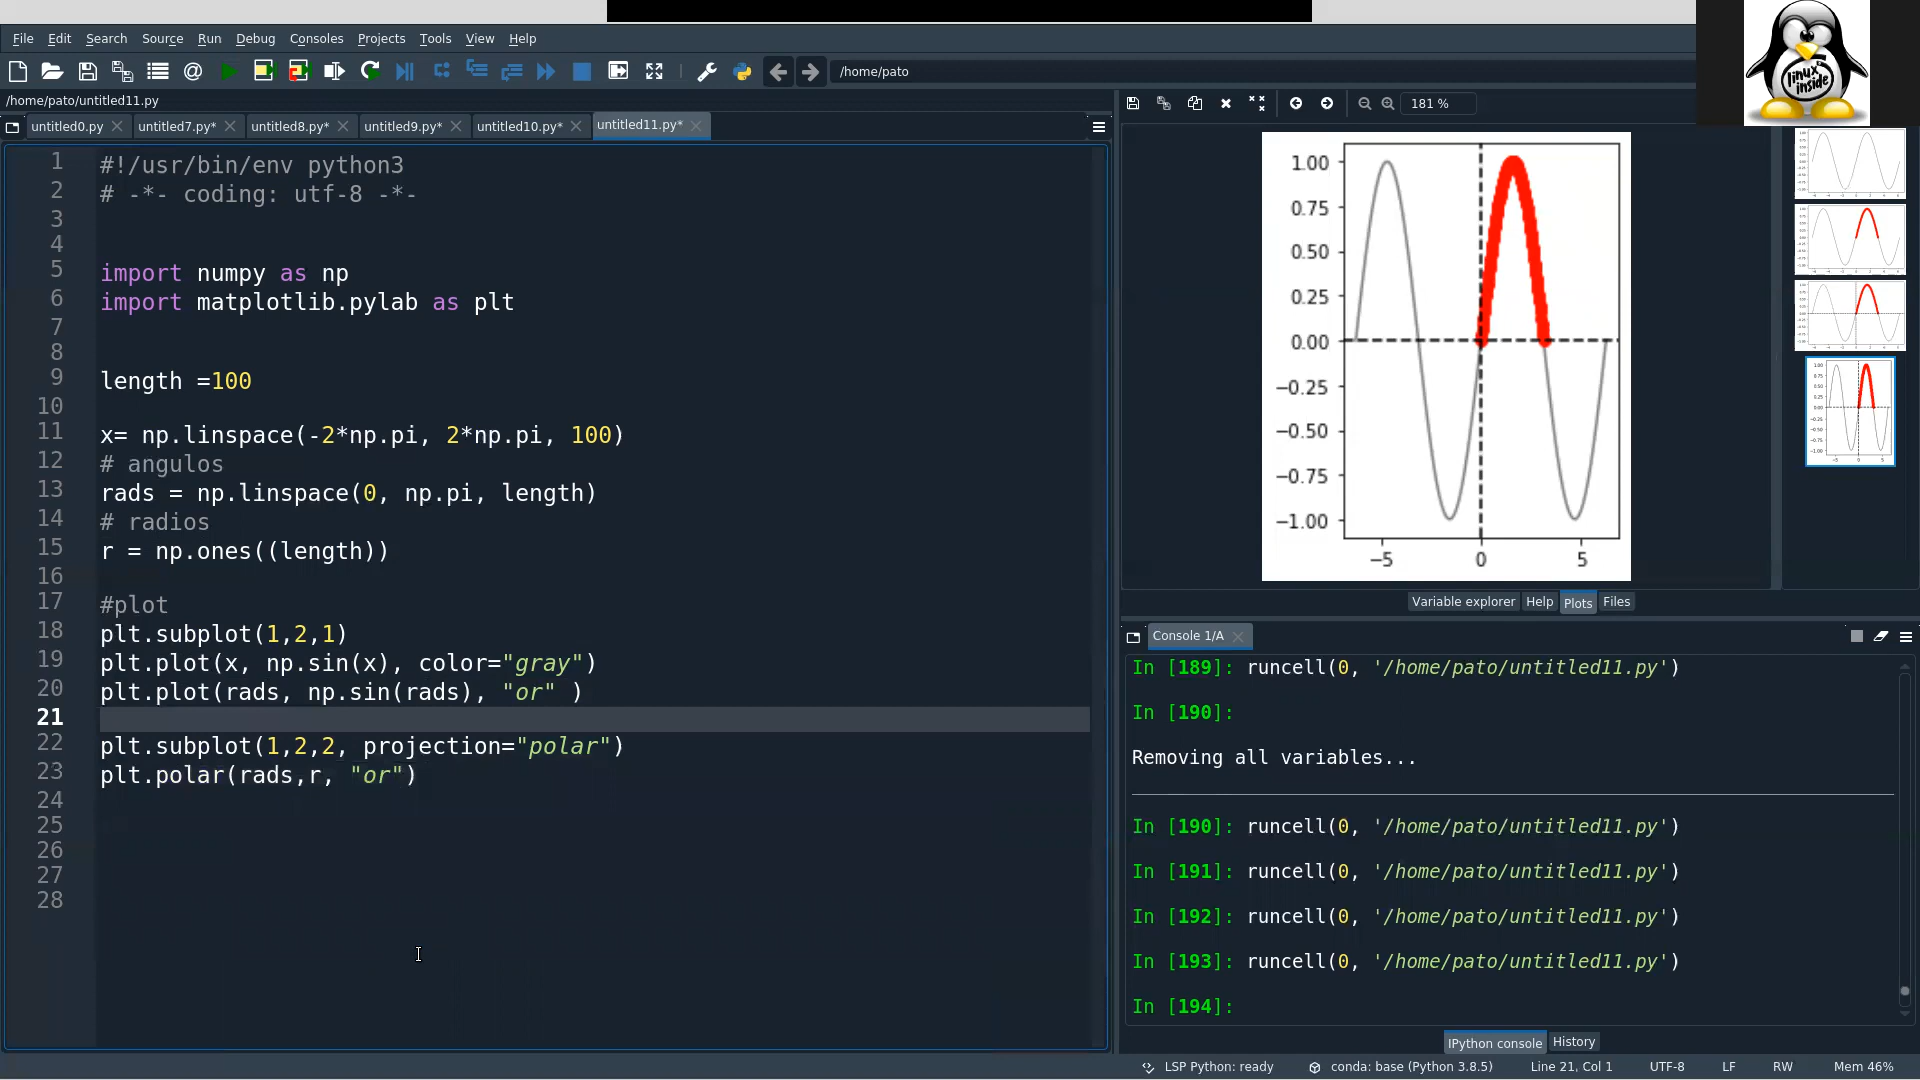 File Edit Search Source Run Debug Consoles Projects Tools View Help
/home/pato
linux inside
/home/pato/untitled11.py
untitled0.py untitled7.py* untitled8.py* untitled9.py* untitled10.py* untitled11.py*
181 %
1 #!/usr/bin/env python3
2 # -*- coding: utf-8 -*-
3
4
5 import numpy as np
6 import matplotlib.pylab as plt
7
8
9 length =100
10
11 x= np.linspace(-2*np.pi, 2*np.pi, 100)
12 # angulos
13 rads = np.linspace(0, np.pi, length)
14 # radios
15 r = np.ones((length))
16
17 #plot
18 plt.subplot(1,2,1)
19 plt.plot(x, np.sin(x), color="gray")
20 plt.plot(rads, np.sin(rads), "or" )
21
22 plt.subplot(1,2,2, projection="polar")
23 plt.polar(rads,r, "or")
24
25
26
27
28
1.00
0.75
0.50
0.25
0.00
−0.25
−0.50
−0.75
−1.00
−5 0 5
Variable explorer Help Plots Files
Console 1/A
In [189]: runcell(0, '/home/pato/untitled11.py')
In [190]:
Removing all variables...
In [190]: runcell(0, '/home/pato/untitled11.py')
In [191]: runcell(0, '/home/pato/untitled11.py')
In [192]: runcell(0, '/home/pato/untitled11.py')
In [193]: runcell(0, '/home/pato/untitled11.py')
In [194]:
IPython console History
LSP Python: ready conda: base (Python 3.8.5) Line 21, Col 1 UTF-8 LF RW Mem 46%